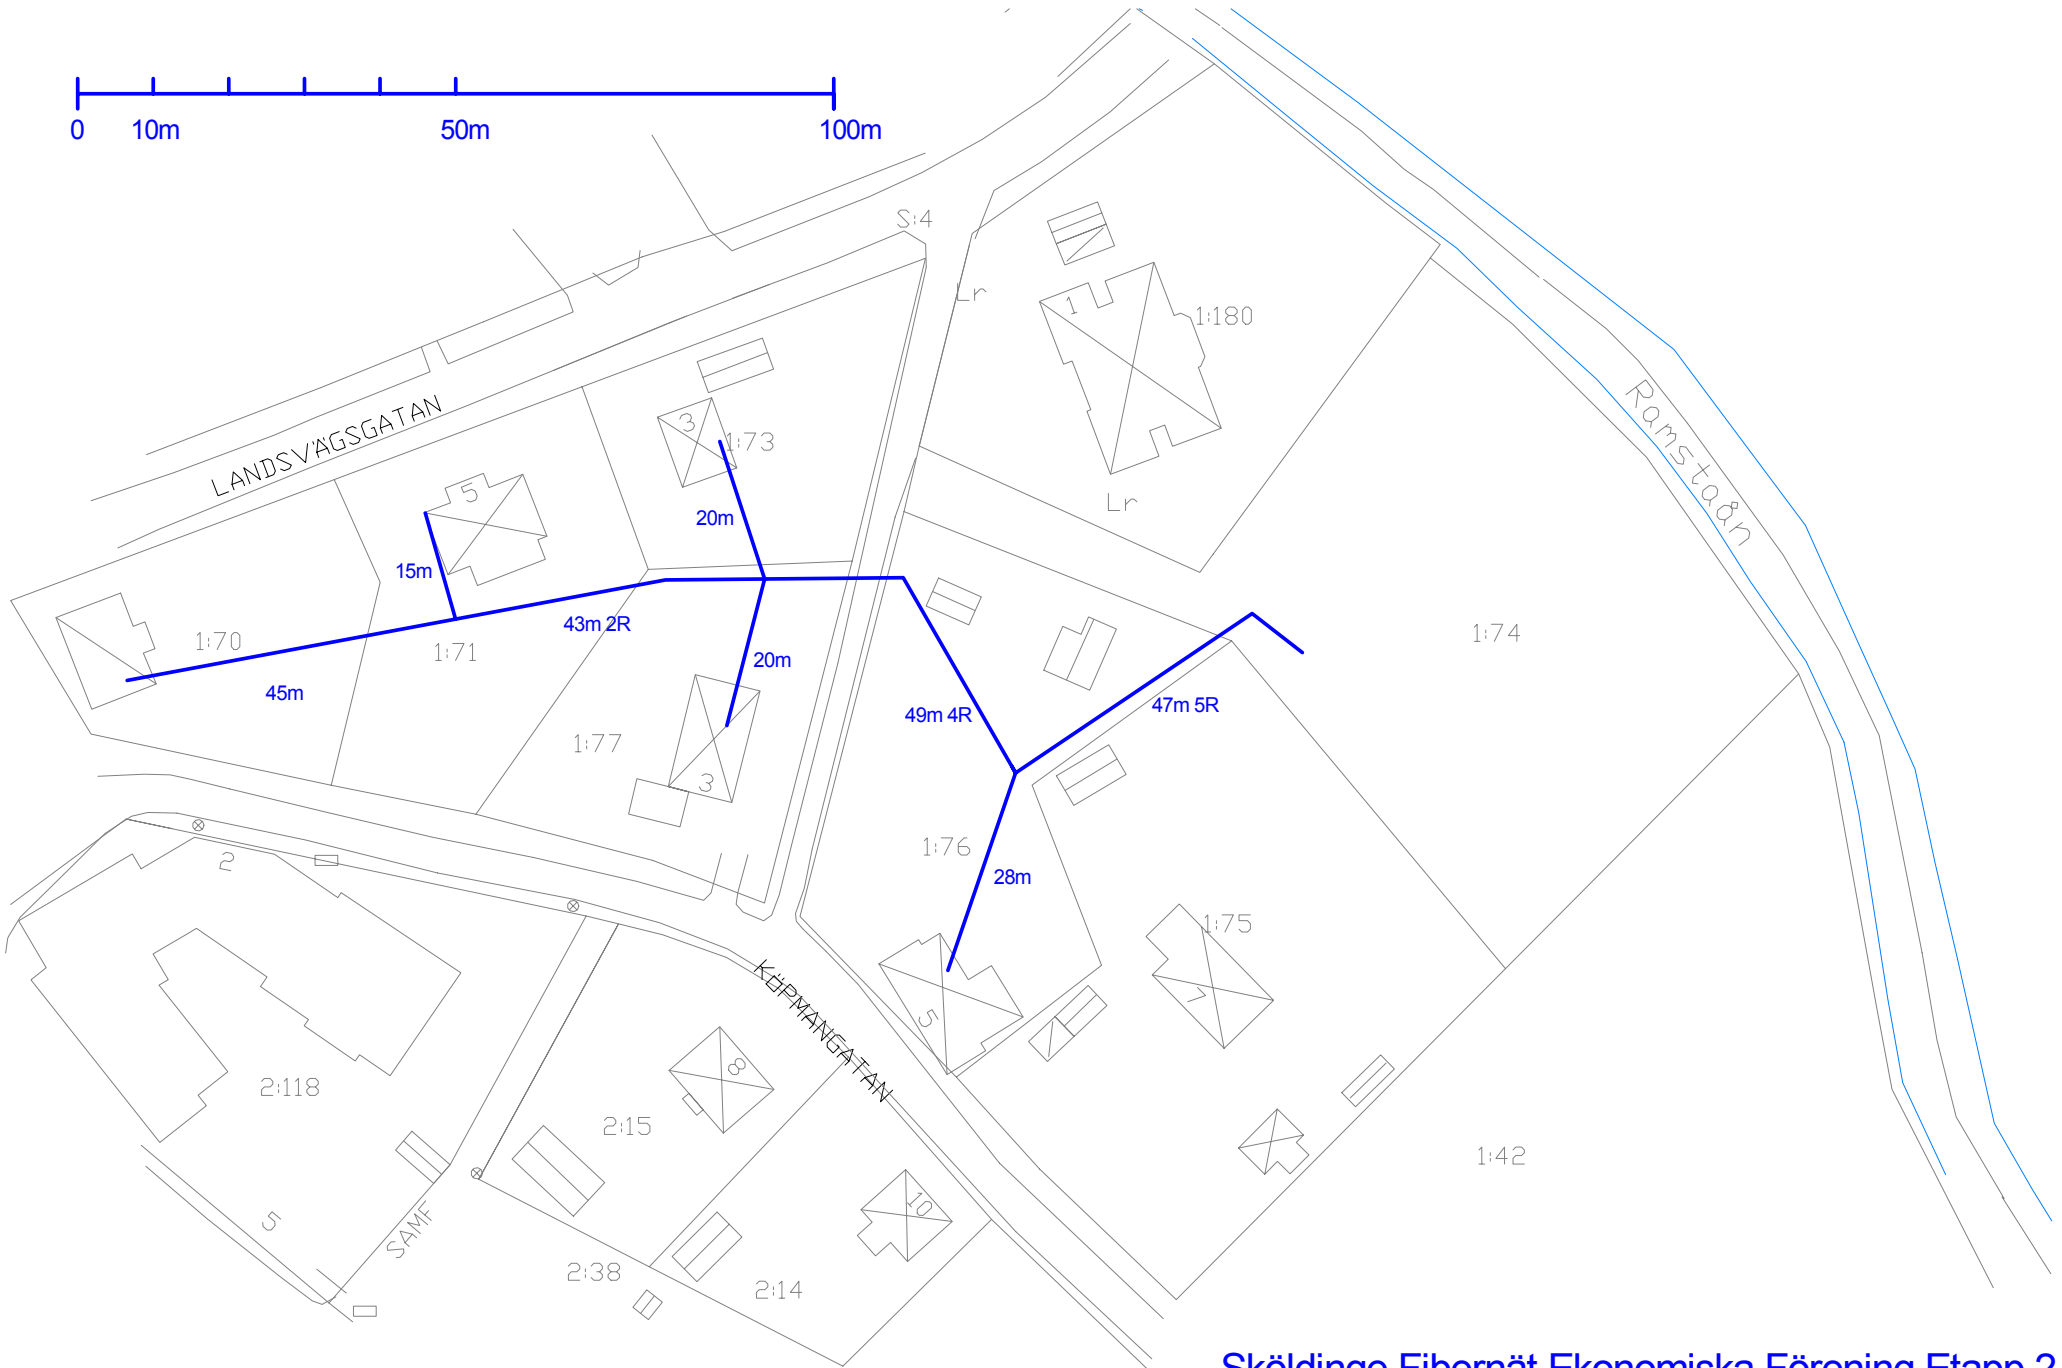 0 10m 50m 100m
S:4
Lr
1
1:180
LANDSVÄGSGATAN
3
1:73
Ramstaån
5
20m
Lr
15m
43m 2R
1:70
1:71
1:74
20m
45m
49m 4R
47m 5R
1:77
3
1:76
2
28m
1:75
KÖPMANGATAN
7
5
8
2:118
2:15
1:42
10
5
SAMF
2:38
2:14
Sköldinge Fibernät Ekonomiska Förening Etapp 2